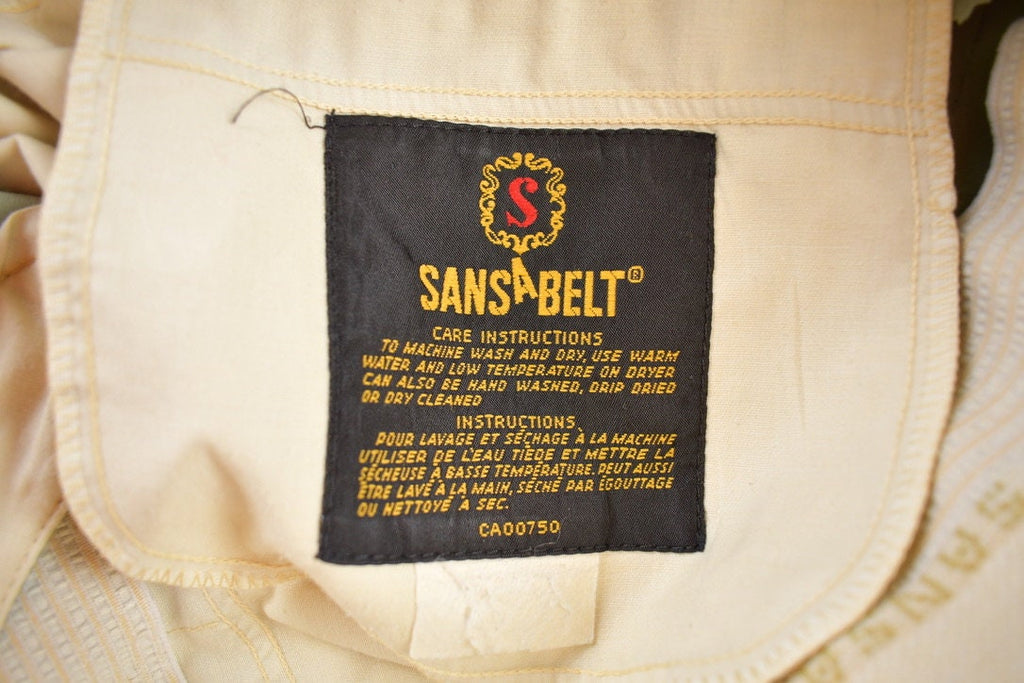 S
SANSABELT®
CARE INSTRUCTIONS
TO MACHINE WASH AND DRY, USE WARM
WATER AND LOW TEMPERATURE ON DRYER
CAN ALSO BE HAND WASHED, DRIP DRIED
OR DRY CLEANED
INSTRUCTIONS
POUR LAVAGE ET SÉCHAGE À LA MACHINE
UTILISER DE L'EAU TIÈDE ET METTRE LA
SÉCHEUSE À BASSE TEMPÉRATURE. PEUT AUSSI
ÊTRE LAVÉ À LA MAIN, SÉCHÉ PAR ÉGOUTTAGE
OU NETTOYÉ À SEC.
CA00750